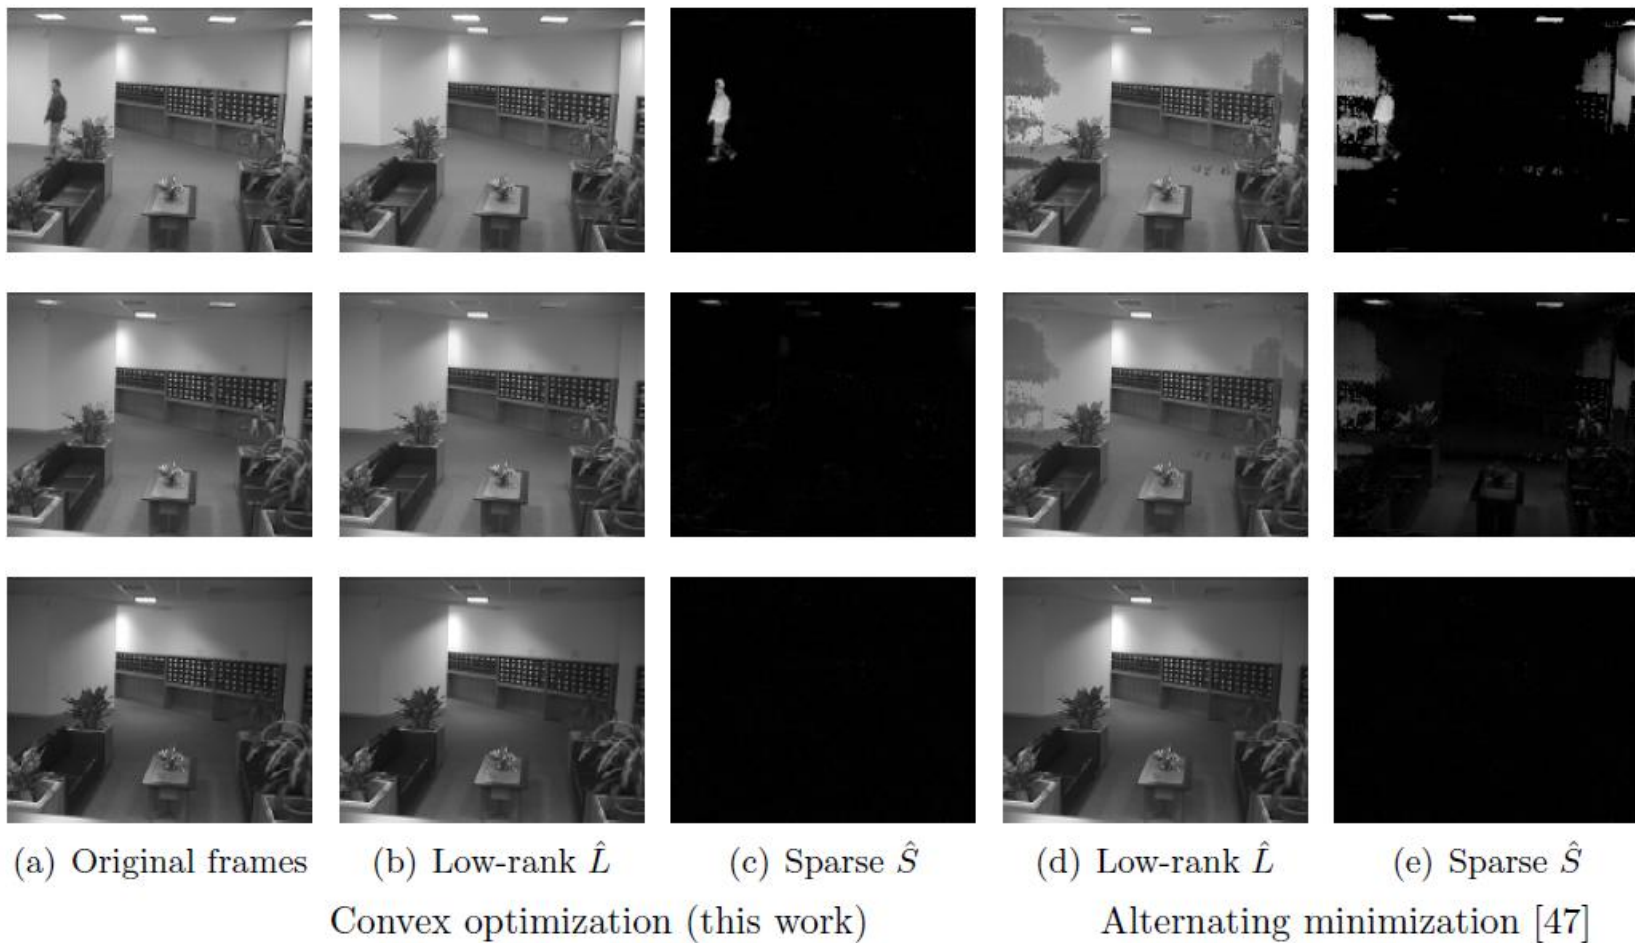 (a) Original frames (b) Low-rank L̂ (c) Sparse Ŝ (d) Low-rank L̂ (e) Sparse Ŝ
Convex optimization (this work) Alternating minimization [47]